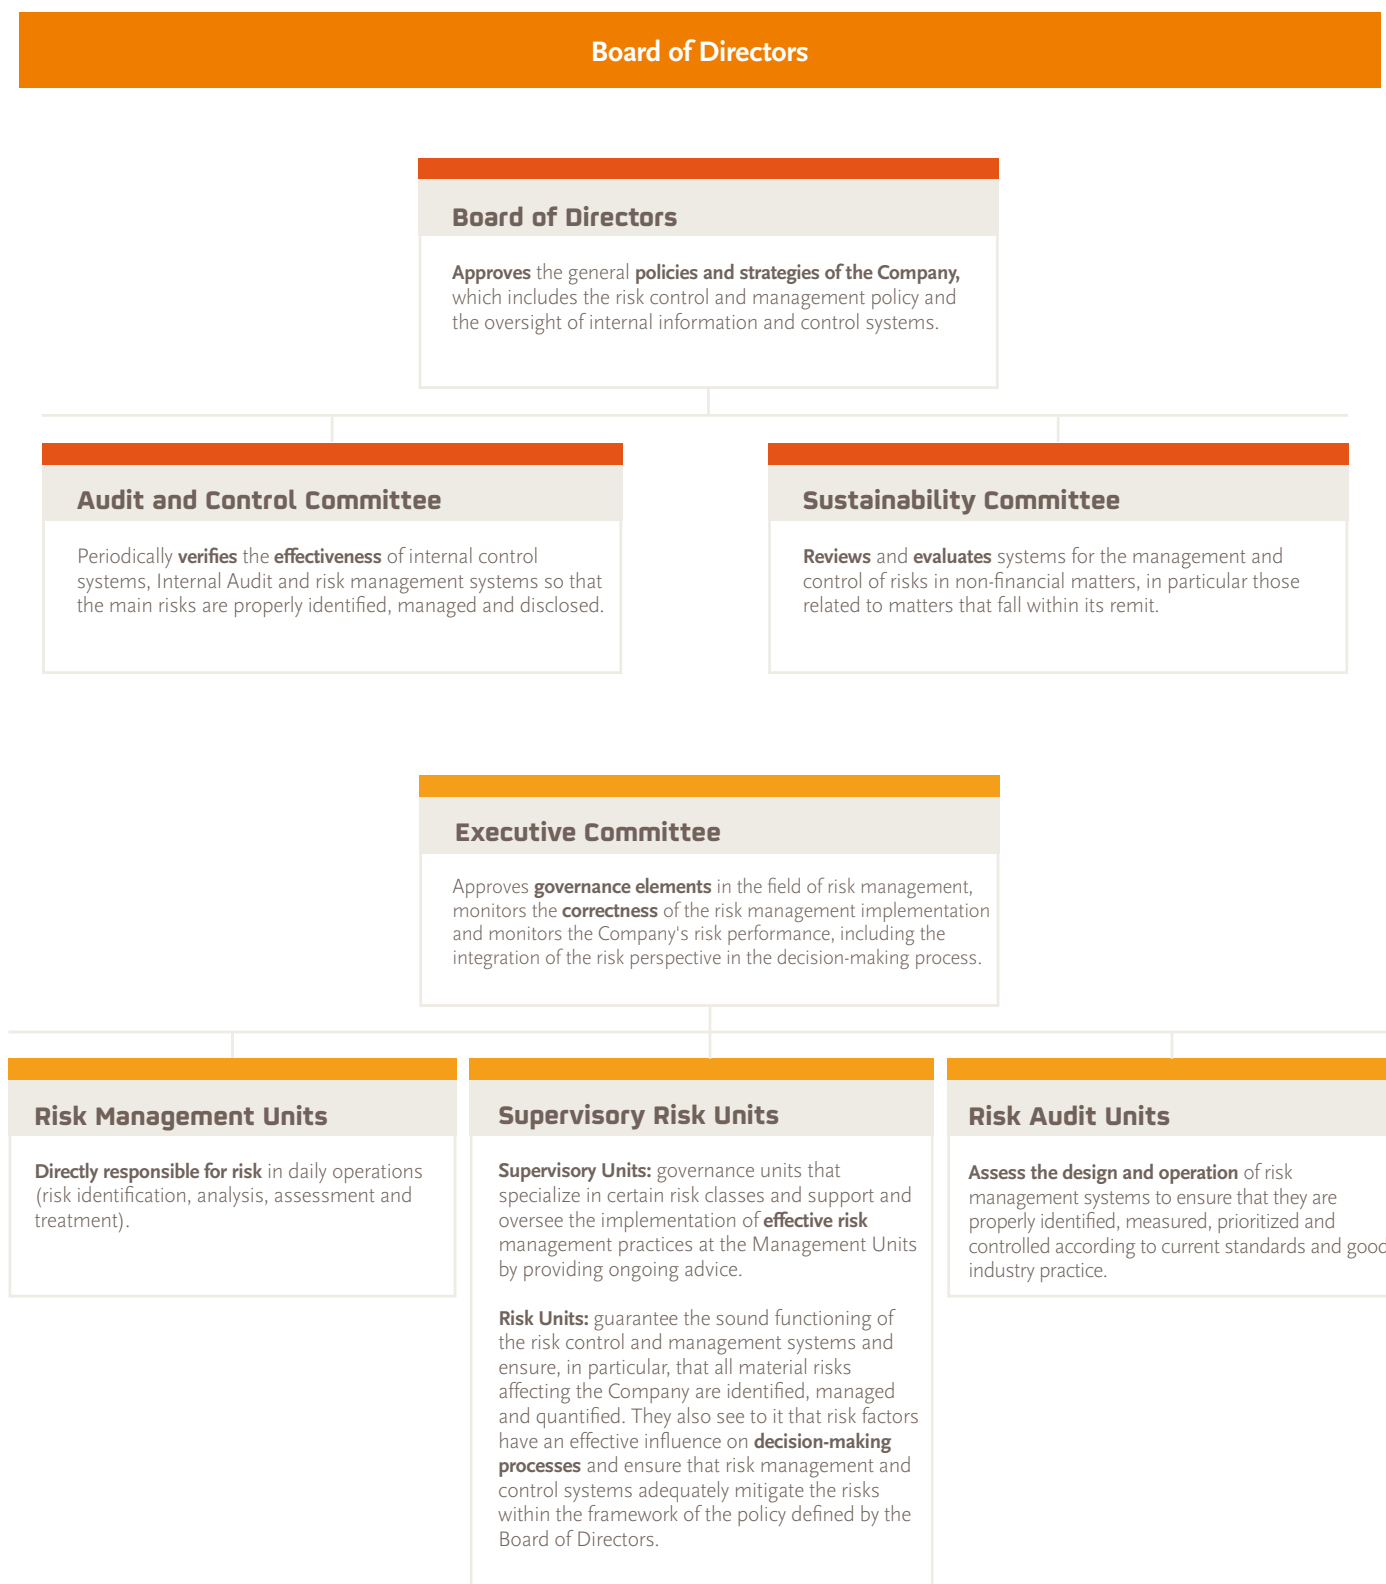 Board of Directors
Board of Directors
Approves the general policies and strategies of the Company,
which includes the risk control and management policy and
the oversight of internal information and control systems.
Audit and Control Committee
Periodically verifies the effectiveness of internal control
systems, Internal Audit and risk management systems so that
the main risks are properly identified, managed and disclosed.
Sustainability Committee
Reviews and evaluates systems for the management and
control of risks in non-financial matters, in particular those
related to matters that fall within its remit.
Executive Committee
Approves governance elements in the field of risk management,
monitors the correctness of the risk management implementation
and monitors the Company's risk performance, including the
integration of the risk perspective in the decision-making process.
Risk Management Units
Directly responsible for risk in daily operations
(risk identification, analysis, assessment and
treatment).
Supervisory Risk Units
Supervisory Units: governance units that
specialize in certain risk classes and support and
oversee the implementation of effective risk
management practices at the Management Units
by providing ongoing advice.
Risk Units: guarantee the sound functioning of
the risk control and management systems and
ensure, in particular, that all material risks
affecting the Company are identified, managed
and quantified. They also see to it that risk factors
have an effective influence on decision-making
processes and ensure that risk management and
control systems adequately mitigate the risks
within the framework of the policy defined by the
Board of Directors.
Risk Audit Units
Assess the design and operation of risk
management systems to ensure that they are
properly identified, measured, prioritized and
controlled according to current standards and good
industry practice.